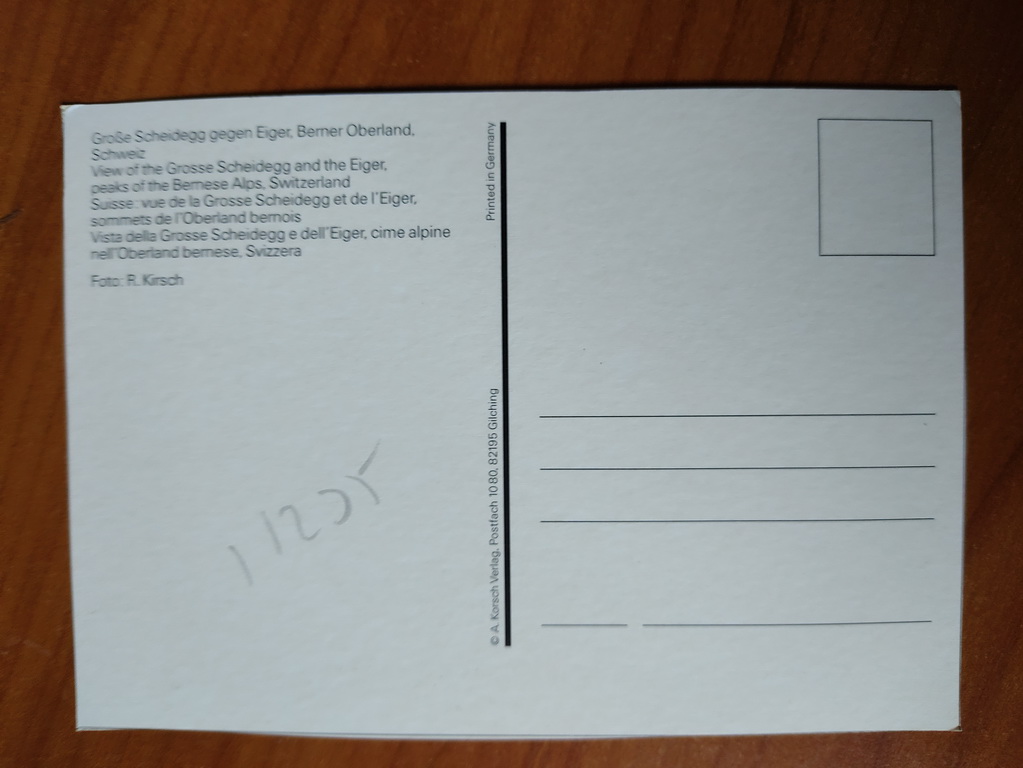 Große Scheidegg gegen Eiger, Berner Oberland,
Schweiz
View of the Grosse Scheidegg and the Eiger,
peaks of the Bernese Alps, Switzerland
Suisse: vue de la Grosse Scheidegg et de l'Eiger,
sommets de l'Oberland bernois
Vista della Grosse Scheidegg e dell'Eiger, cime alpine
nell'Oberland bernese, Svizzera
Foto: R. Kirsch
Printed in Germany
© A. Korsch Verlag, Postfach 10 80, 82195 Gilching